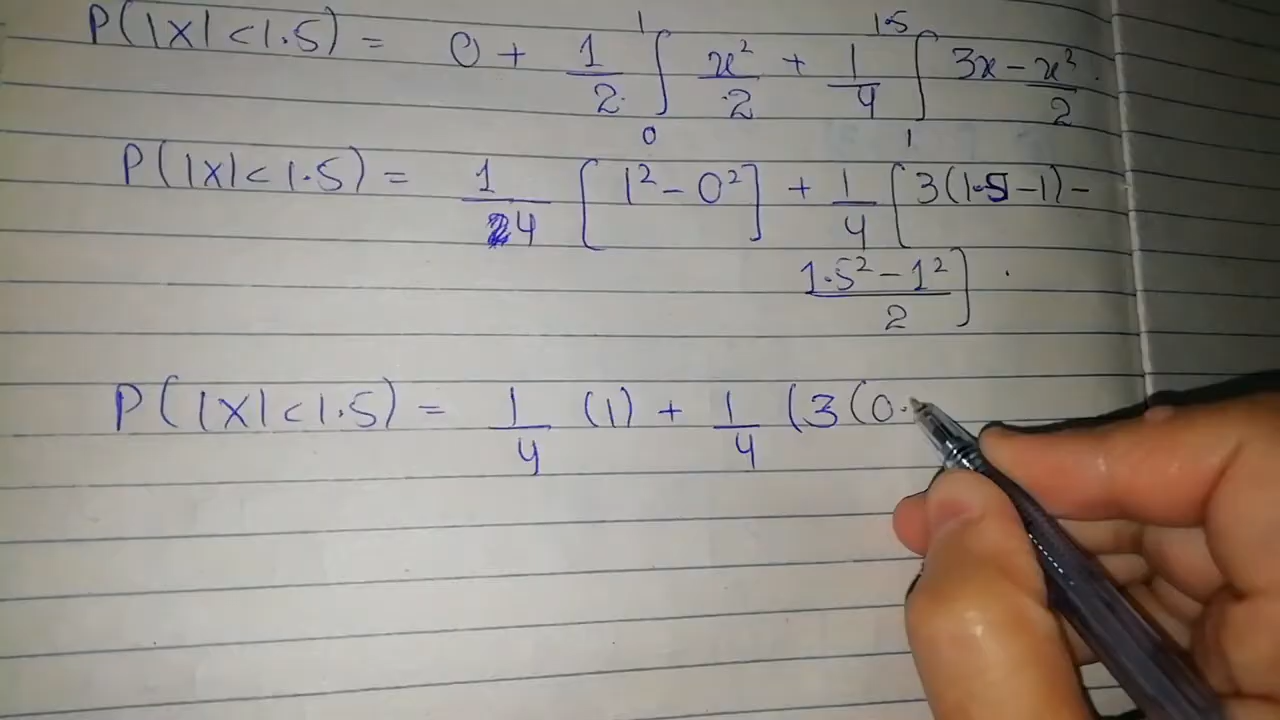 P(|X|<1.5) = 0 + 1/2 ∫₀¹ x²/2 + 1/4 ∫₁^1.5 3x - x²/2.
P(|X|<1.5) = 1/4 [1² - 0²] + 1/4 [3(1.5-1) -
1.5² - 1²/2].
P(|X|<1.5) = 1/4 (1) + 1/4 (3(0.